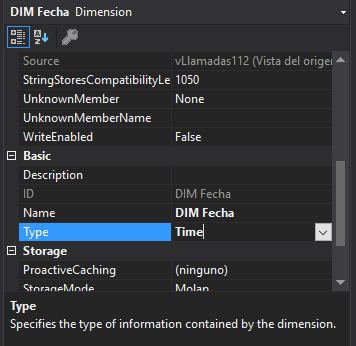 DIM Fecha Dimension
Source vLlamadas112 (Vista del origen
StringStoresCompatibilityLe 1050
UnknownMember None
UnknownMemberName
WriteEnabled False
Basic
Description
ID DIM Fecha
Name DIM Fecha
Type Time
Storage
ProactiveCaching (ninguno)
StorageMode Molap
Type
Specifies the type of information contained by the dimension.